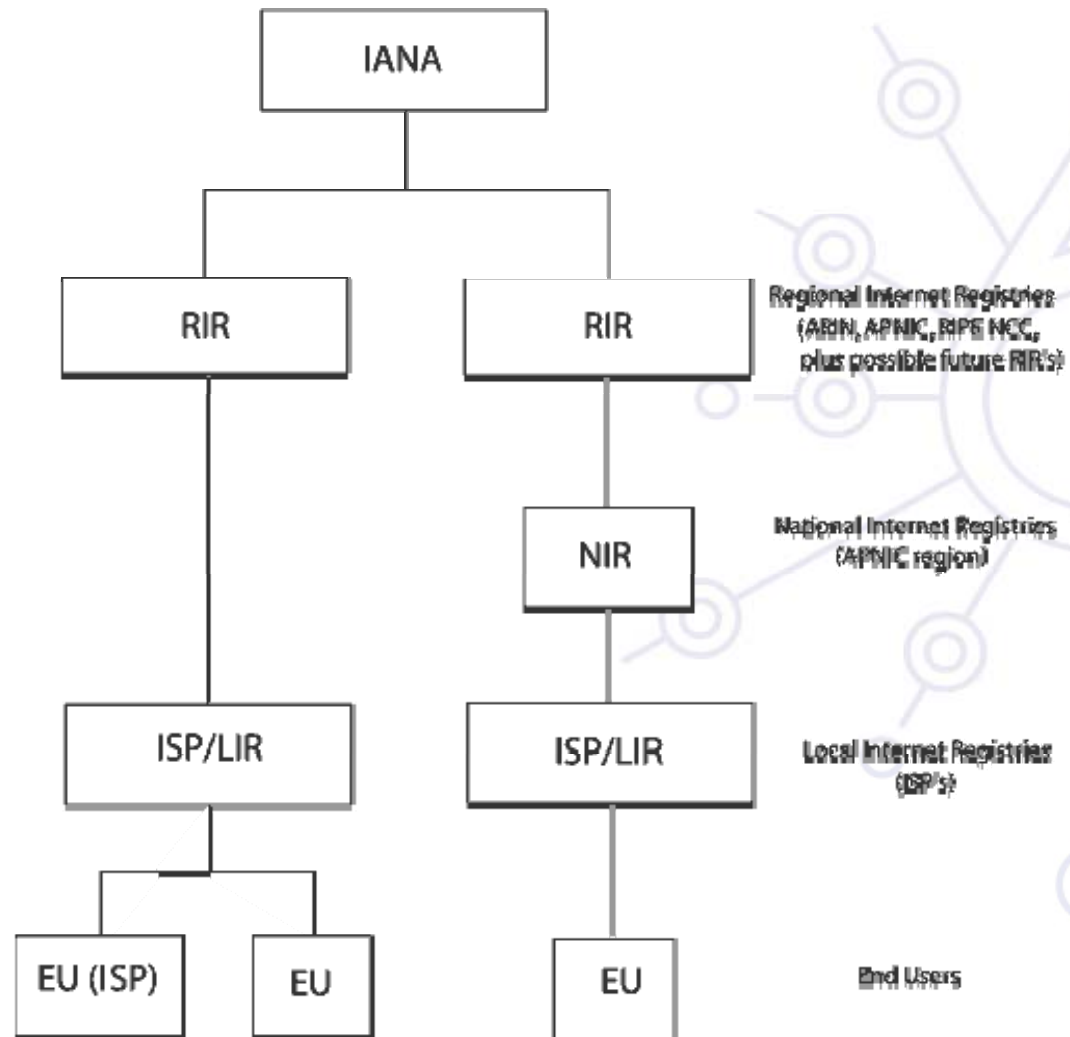 IANA
RIR
RIR
Regional Internet Registries
(ARIN, APNIC, RIPE NCC,
plus possible future RIR's)
NIR
National Internet Registries
(APNIC region)
ISP/LIR
ISP/LIR
Local Internet Registries
(ISP's)
EU (ISP)
EU
EU
End Users